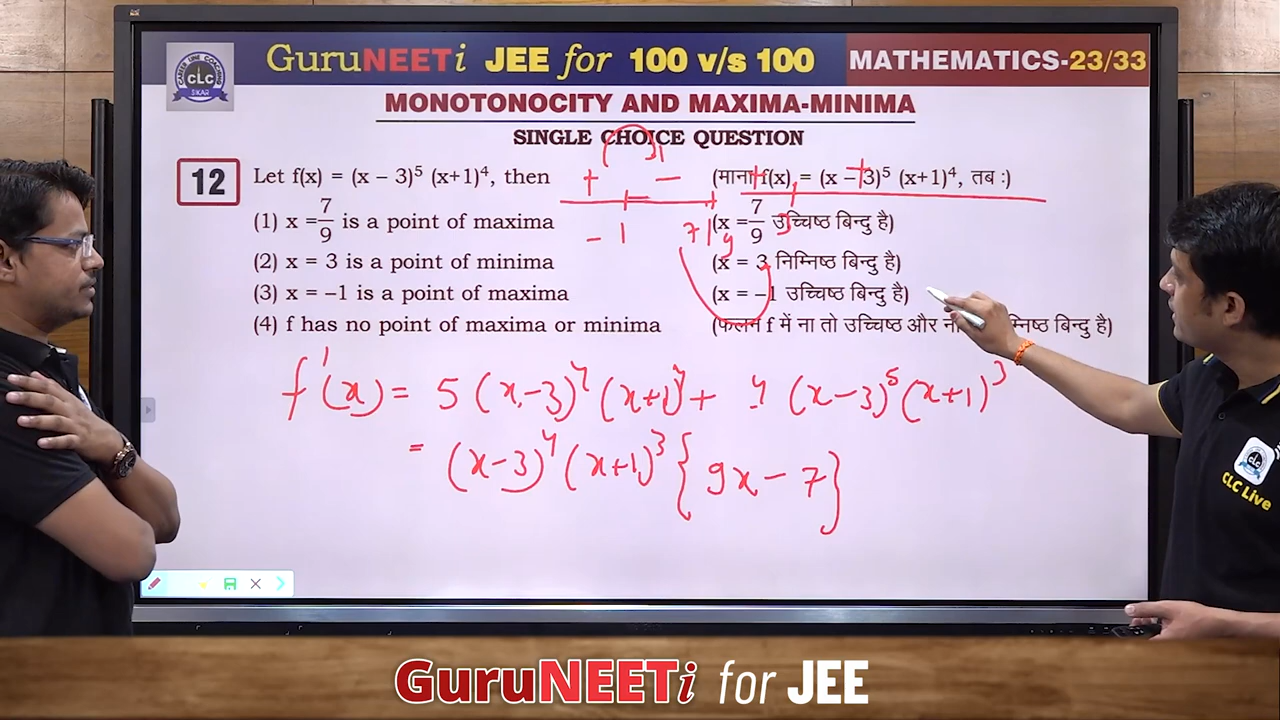 GuruNEETi JEE for 100 v/s 100 MATHEMATICS-23/33
CLC
SIKAR
MONOTONOCITY AND MAXIMA-MINIMA
SINGLE CHOICE QUESTION
12 Let f(x) = (x – 3)⁵ (x+1)⁴, then (माना f(x) = (x – 3)⁵ (x+1)⁴, तब :)
+ − + +
(1) x = 7/9 is a point of maxima (x = 7/9 उच्चिष्ठ बिन्दु है)
−1 7/9 3
(2) x = 3 is a point of minima (x = 3 निम्निष्ठ बिन्दु है)
(3) x = –1 is a point of maxima (x = –1 उच्चिष्ठ बिन्दु है)
(4) f has no point of maxima or minima (फलन f में ना तो उच्चिष्ठ और बिन्दु है)
f'(x) = 5 (x−3)⁴ (x+1)⁴ + 4 (x−3)⁵ (x+1)³
= (x−3)⁴ (x+1)³ {9x − 7}
CLC
CLC Live
GuruNEETi for JEE